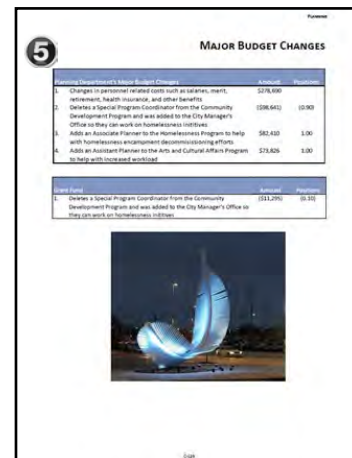 Planning
5
MAJOR BUDGET CHANGES
Planning Department's Major Budget Changes Amount Positions
1. Changes in personnel related costs such as salaries, merit, $278,690
retirement, health insurance, and other benefits
2. Deletes a Special Program Coordinator from the Community ($98,641) (0.90)
Development Program and was added to the City Manager's
Office so they can work on homelessness inititives
3. Adds an Associate Planner to the Homelessness Program to help $82,410 1.00
with homelessness encampment decommissioning efforts
4. Adds an Assistant Planner to the Arts and Cultural Affairs Program $73,826 1.00
to help with increased workload
Grant Fund Amount Positions
1. Deletes a Special Program Coordinator from the Community ($11,295) (0.10)
Development Program and was added to the City Manager's Office so
they can work on homelessness initives